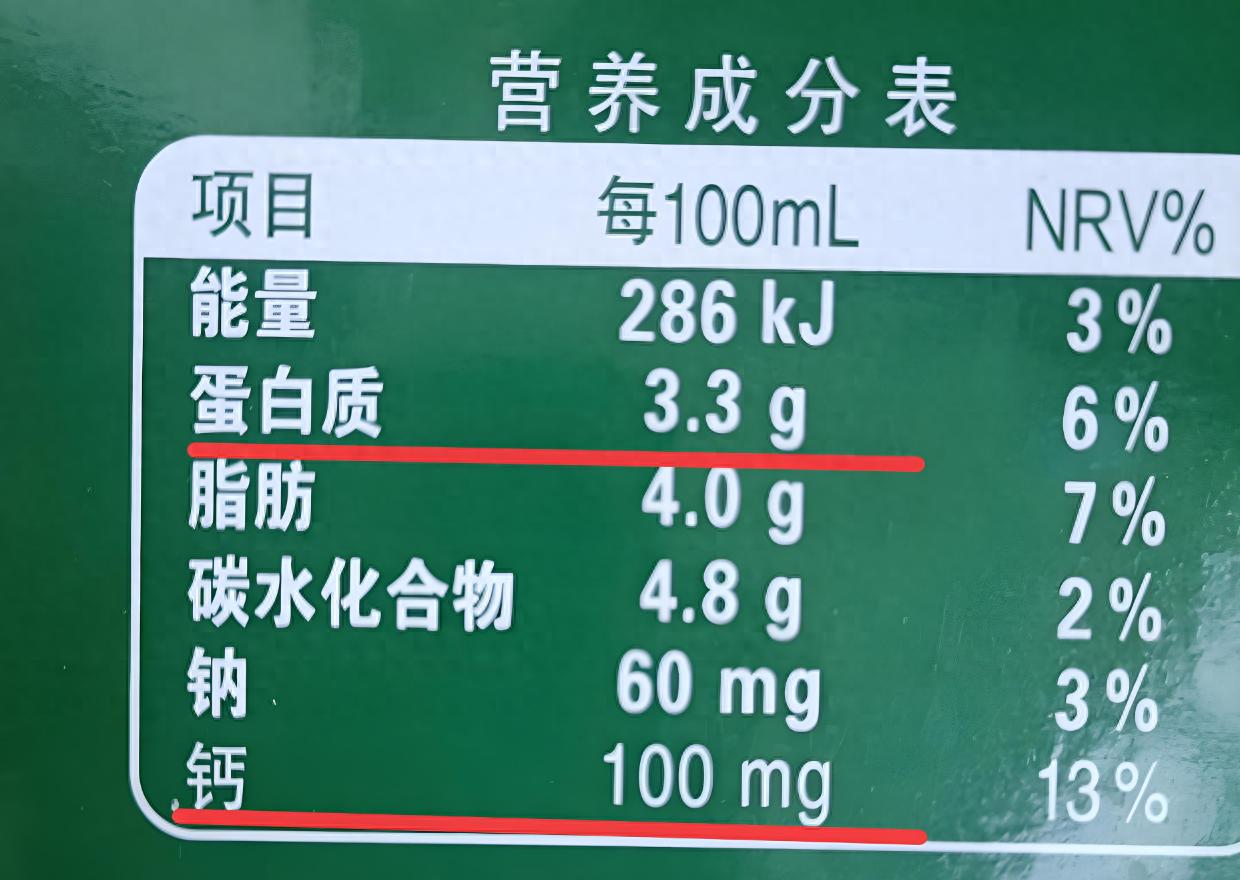 营养成分表
项目 每100mL NRV%
能量 286 kJ 3%
蛋白质 3.3 g 6%
脂肪 4.0 g 7%
碳水化合物 4.8 g 2%
钠 60 mg 3%
钙 100 mg 13%